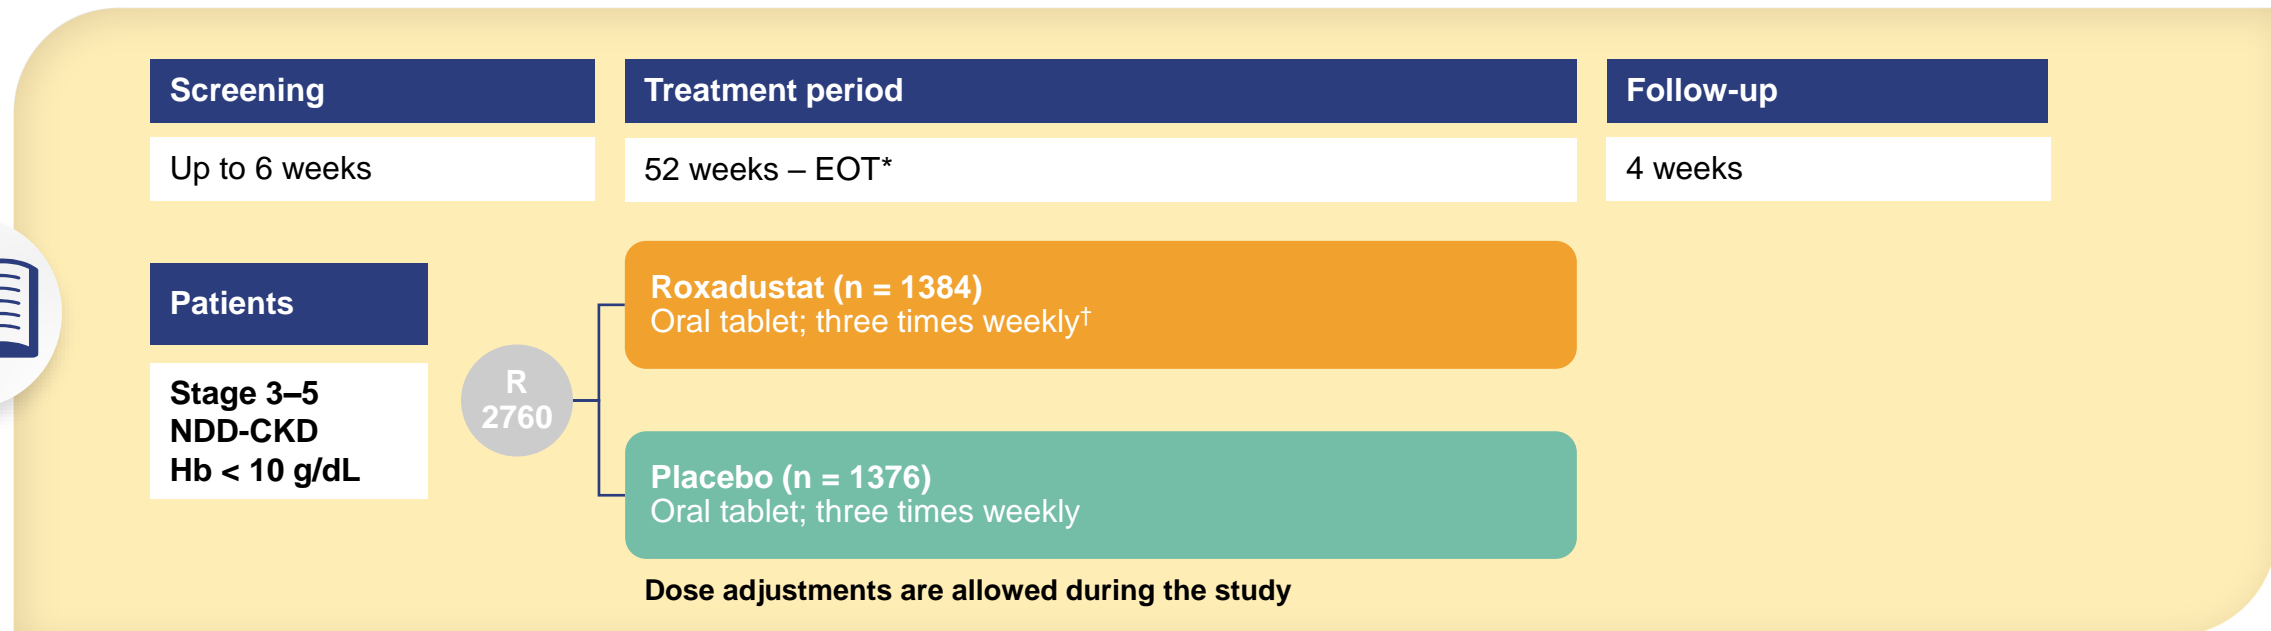 Screening
Treatment period
Follow-up
Up to 6 weeks
52 weeks – EOT*
4 weeks
Patients
Stage 3–5
NDD-CKD
Hb < 10 g/dL
R
2760
Roxadustat (n = 1384)
Oral tablet; three times weekly†
Placebo (n = 1376)
Oral tablet; three times weekly
Dose adjustments are allowed during the study